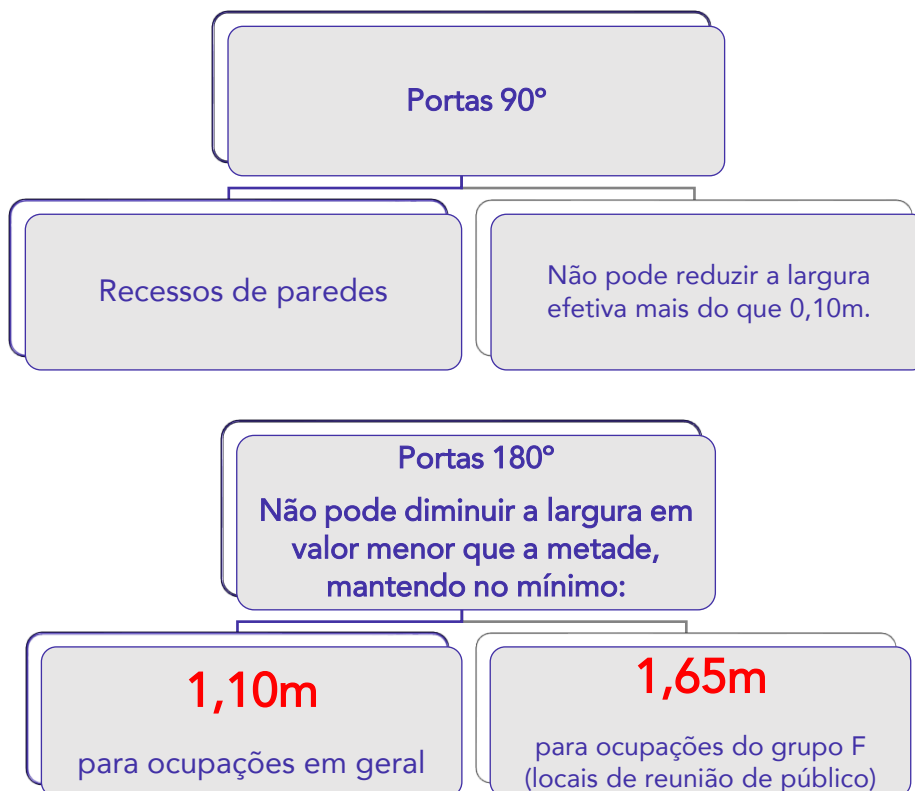 Portas 90º
Recessos de paredes
Não pode reduzir a largura
efetiva mais do que 0,10m.
Portas 180º
Não pode diminuir a largura em
valor menor que a metade,
mantendo no mínimo:
1,10m
para ocupações em geral
1,65m
para ocupações do grupo F
(locais de reunião de público)